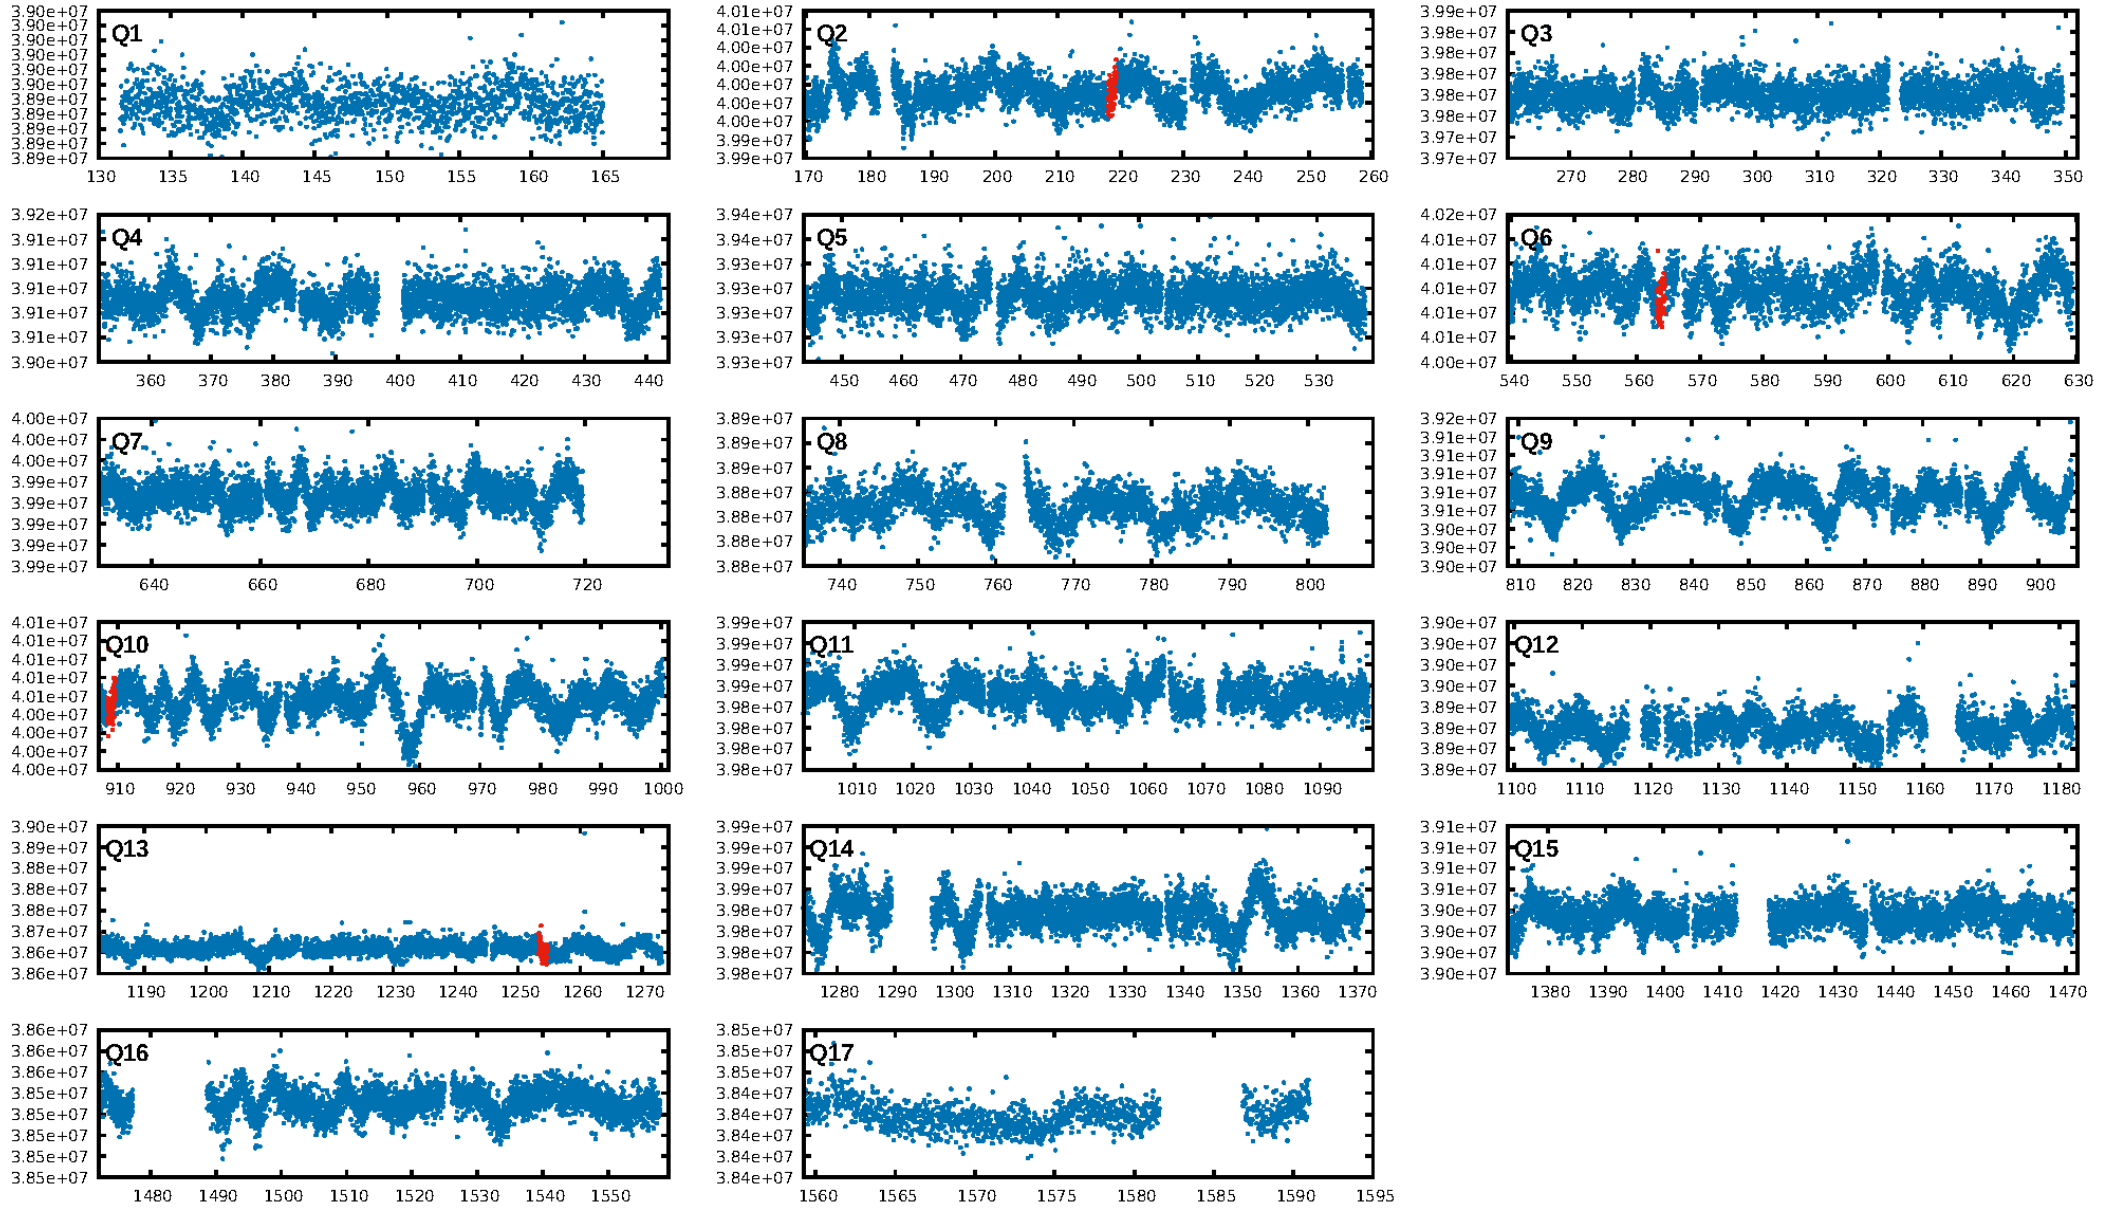 3.90e+07 3.90e+07 3.90e+07 3.90e+07 3.90e+07 3.90e+07 3.89e+07 3.89e+07 3.89e+07 3.89e+07 3.89e+07
Q1
130 135 140 145 150 155 160 165
4.01e+07 4.01e+07 4.00e+07 4.00e+07 4.00e+07 4.00e+07 4.00e+07 3.99e+07 3.99e+07
Q2
170 180 190 200 210 220 230 240 250 260
3.99e+07 3.98e+07 3.98e+07 3.98e+07 3.98e+07 3.98e+07 3.97e+07 3.97e+07
Q3
270 280 290 300 310 320 330 340 350
3.92e+07 3.91e+07 3.91e+07 3.91e+07 3.91e+07 3.91e+07 3.90e+07
Q4
360 370 380 390 400 410 420 430 440
3.94e+07 3.94e+07 3.93e+07 3.93e+07 3.93e+07 3.93e+07 3.93e+07
Q5
450 460 470 480 490 500 510 520 530
4.02e+07 4.01e+07 4.01e+07 4.01e+07 4.01e+07 4.01e+07 4.00e+07
Q6
540 550 560 570 580 590 600 610 620 630
4.00e+07 4.00e+07 4.00e+07 3.99e+07 3.99e+07 3.99e+07 3.99e+07 3.99e+07
Q7
640 660 680 700 720
3.89e+07 3.89e+07 3.89e+07 3.88e+07 3.88e+07 3.88e+07 3.88e+07
Q8
740 750 760 770 780 790 800
3.92e+07 3.91e+07 3.91e+07 3.91e+07 3.91e+07 3.91e+07 3.90e+07 3.90e+07 3.90e+07
Q9
810 820 830 840 850 860 870 880 890 900
4.01e+07 4.01e+07 4.01e+07 4.01e+07 4.01e+07 4.00e+07 4.00e+07 4.00e+07 4.00e+07
Q10
910 920 930 940 950 960 970 980 990 1000
3.99e+07 3.99e+07 3.99e+07 3.99e+07 3.98e+07 3.98e+07 3.98e+07 3.98e+07
Q11
1010 1020 1030 1040 1050 1060 1070 1080 1090
3.90e+07 3.90e+07 3.90e+07 3.90e+07 3.89e+07 3.89e+07 3.89e+07 3.89e+07
Q12
1100 1110 1120 1130 1140 1150 1160 1170 1180
3.90e+07 3.89e+07 3.88e+07 3.88e+07 3.88e+07 3.87e+07 3.86e+07 3.86e+07
Q13
1190 1200 1210 1220 1230 1240 1250 1260 1270
3.99e+07 3.99e+07 3.99e+07 3.99e+07 3.98e+07 3.98e+07 3.98e+07 3.98e+07
Q14
1280 1290 1300 1310 1320 1330 1340 1350 1360 1370
3.91e+07 3.91e+07 3.91e+07 3.91e+07 3.90e+07 3.90e+07 3.90e+07 3.90e+07
Q15
1380 1390 1400 1410 1420 1430 1440 1450 1460 1470
3.86e+07 3.86e+07 3.86e+07 3.85e+07 3.85e+07 3.85e+07 3.85e+07 3.85e+07
Q16
1480 1490 1500 1510 1520 1530 1540 1550
3.85e+07 3.85e+07 3.85e+07 3.84e+07 3.84e+07 3.84e+07 3.84e+07 3.84e+07
Q17
1560 1565 1570 1575 1580 1585 1590 1595